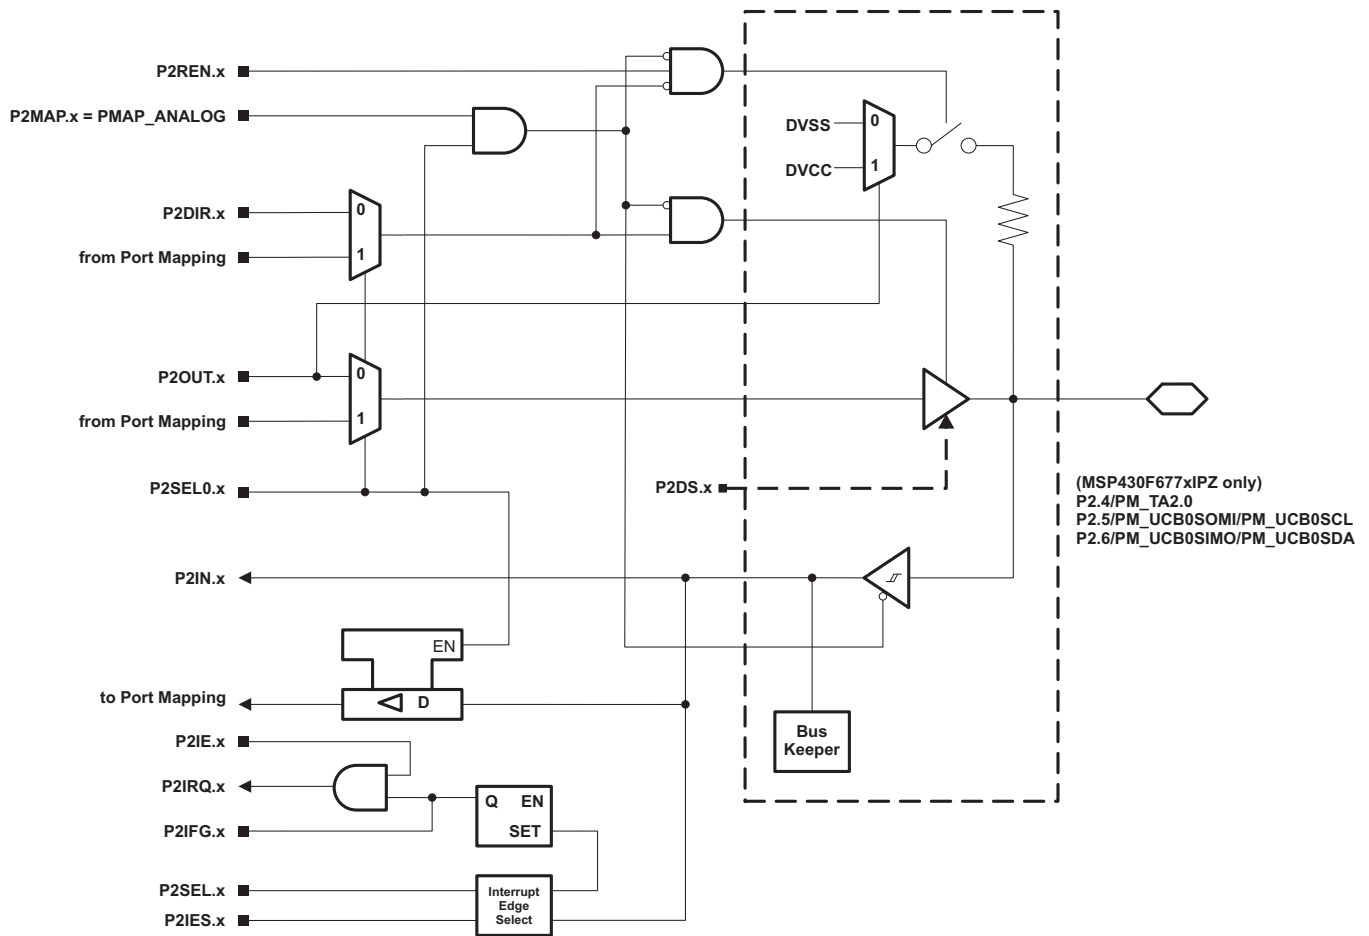 P2REN.x
P2MAP.x = PMAP_ANALOG
DVSS
0
DVCC
1
P2DIR.x
0
from Port Mapping
1
P2OUT.x
0
from Port Mapping
1
P2SEL0.x
P2DS.x
(MSP430F677xIPZ only)
P2.4/PM_TA2.0
P2.5/PM_UCB0SOMI/PM_UCB0SCL
P2.6/PM_UCB0SIMO/PM_UCB0SDA
P2IN.x
EN
to Port Mapping
D
Bus
Keeper
P2IE.x
P2IRQ.x
Q EN
SET
P2IFG.x
P2SEL.x
P2IES.x
Interrupt
Edge
Select